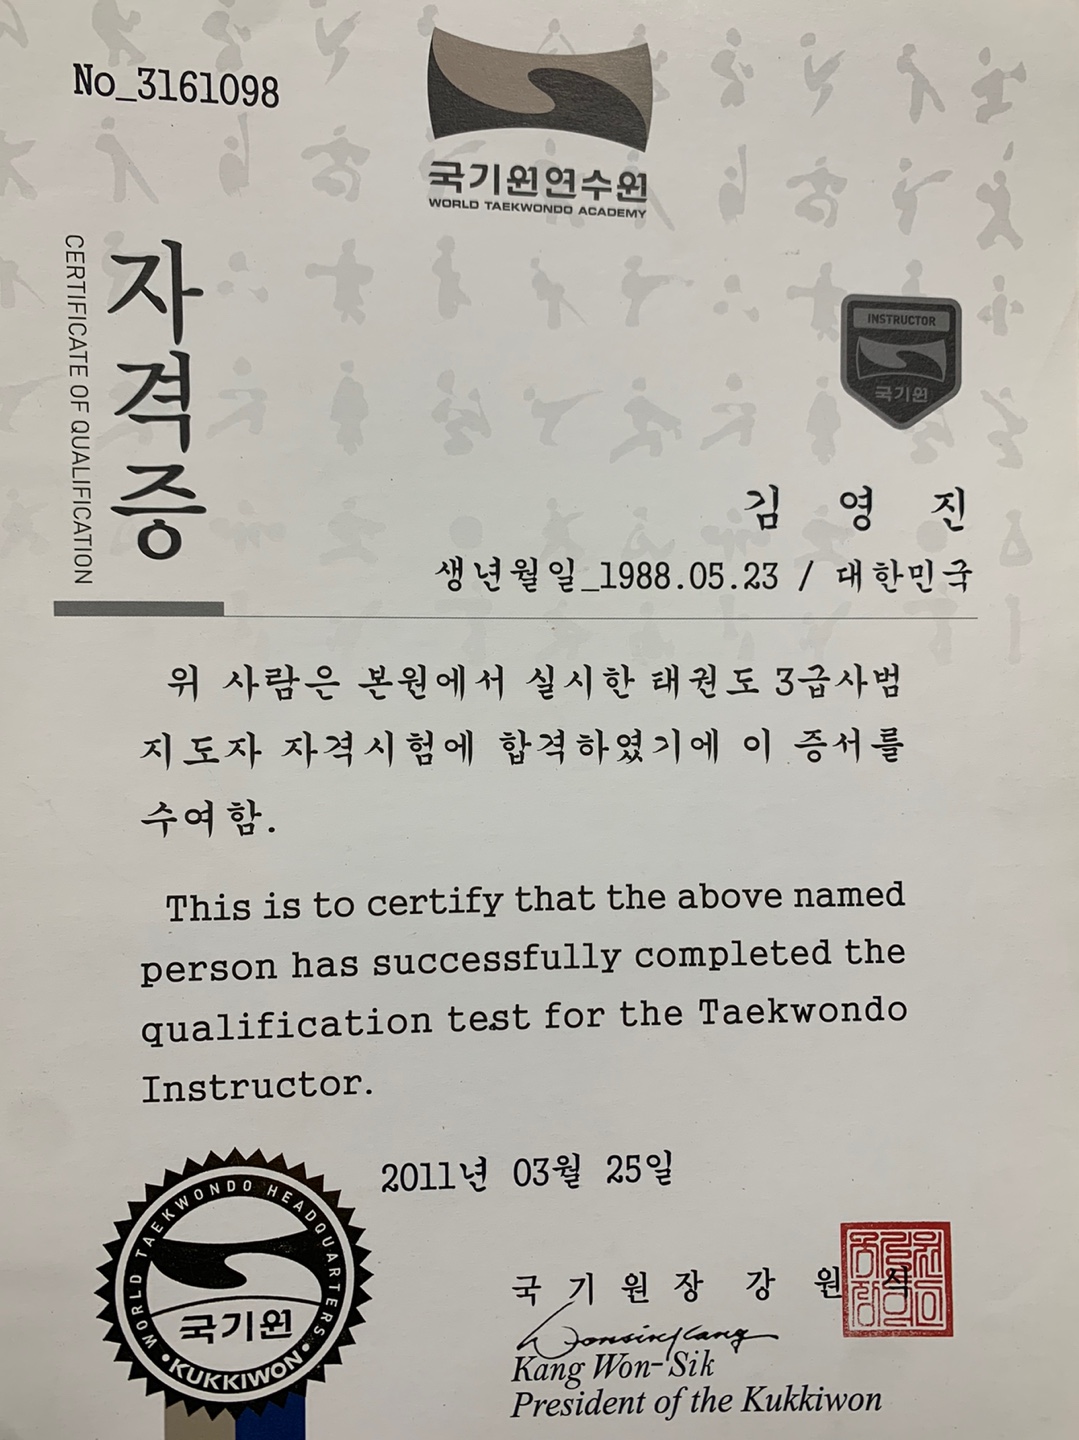 No_3161098
국기원연수원
WORLD TAEKWONDO ACADEMY
자격증
CERTIFICATE OF QUALIFICATION
INSTRUCTOR
국기원
김 영 진
생년월일_1988.05.23 / 대한민국
위 사람은 본원에서 실시한 태권도 3급사범
지도자 자격시험에 합격하였기에 이 증서를
수여함.
This is to certify that the above named
person has successfully completed the
qualification test for the Taekwondo
Instructor.
2011년 03월 25일
WORLD TAEKWONDO HEADQUARTERS
국기원
KUKKIWON
국 기 원 장 강 원 식
Wonsik Kang
Kang Won-Sik
President of the Kukkiwon